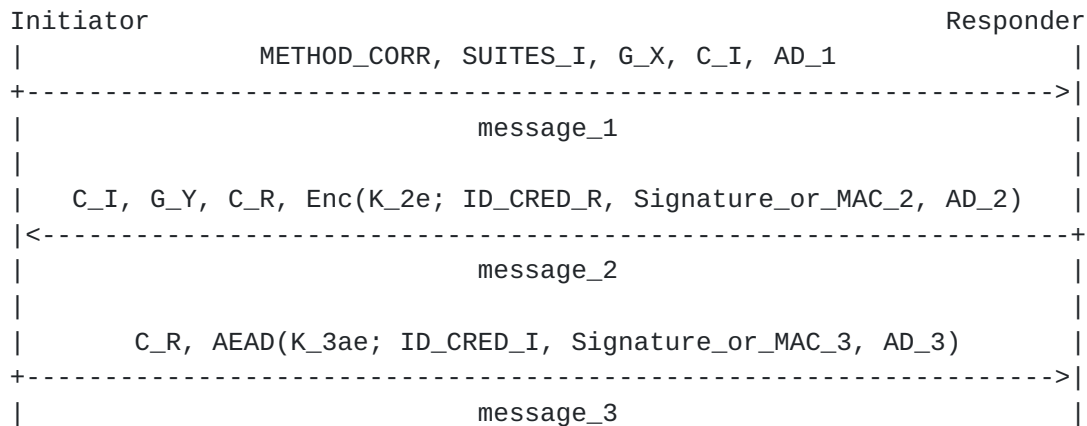 Initiator                                                   Responder
|               METHOD_CORR, SUITES_I, G_X, C_I, AD_1               |
+------------------------------------------------------------------>|
|                             message_1                             |
|                                                                   |
|   C_I, G_Y, C_R, Enc(K_2e; ID_CRED_R, Signature_or_MAC_2, AD_2)   |
|<------------------------------------------------------------------+
|                             message_2                             |
|                                                                   |
|       C_R, AEAD(K_3ae; ID_CRED_I, Signature_or_MAC_3, AD_3)       |
+------------------------------------------------------------------>|
|                             message_3                             |